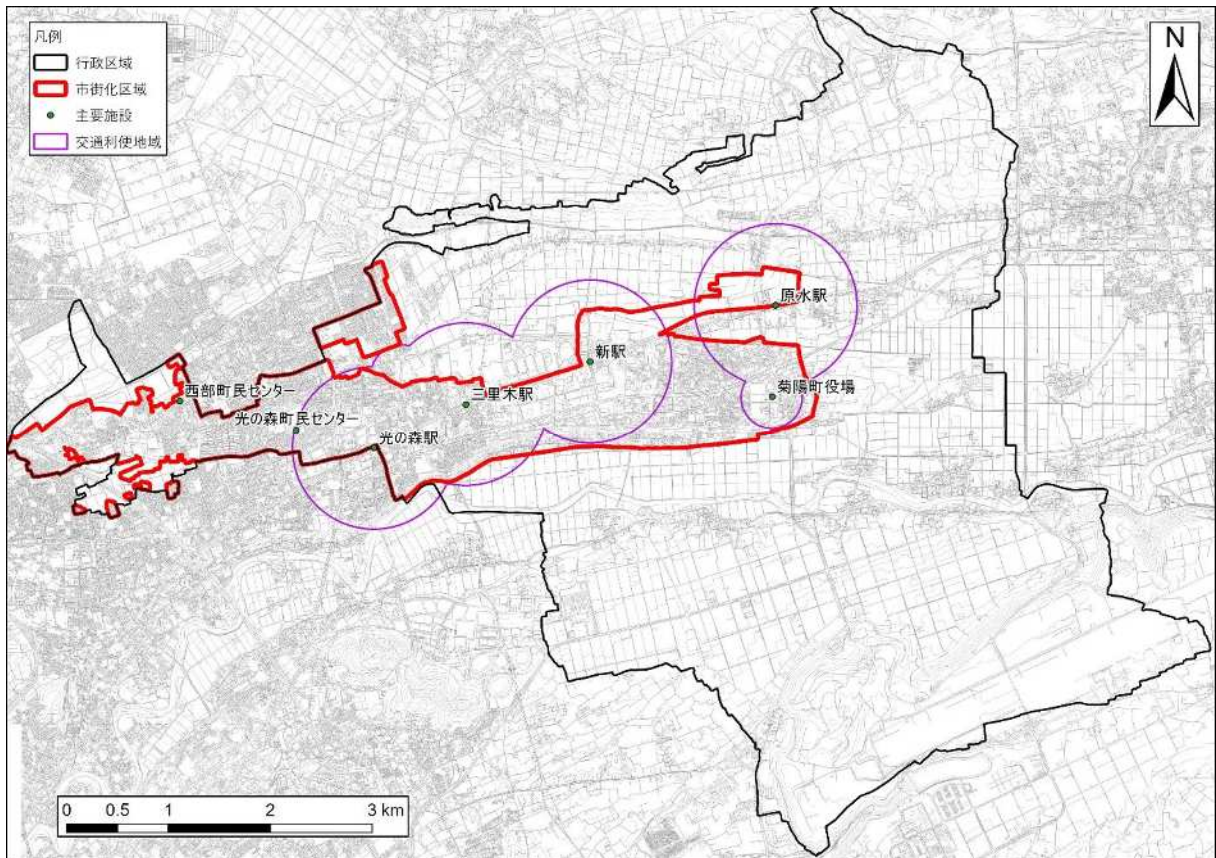 凡例
行政区域
市街化区域
主要施設
交通利便地域
N
原水駅
新駅
菊陽町役場
西部町民センター
三里木駅
光の森町民センター
光の森駅
0 0.5 1 2 3 km